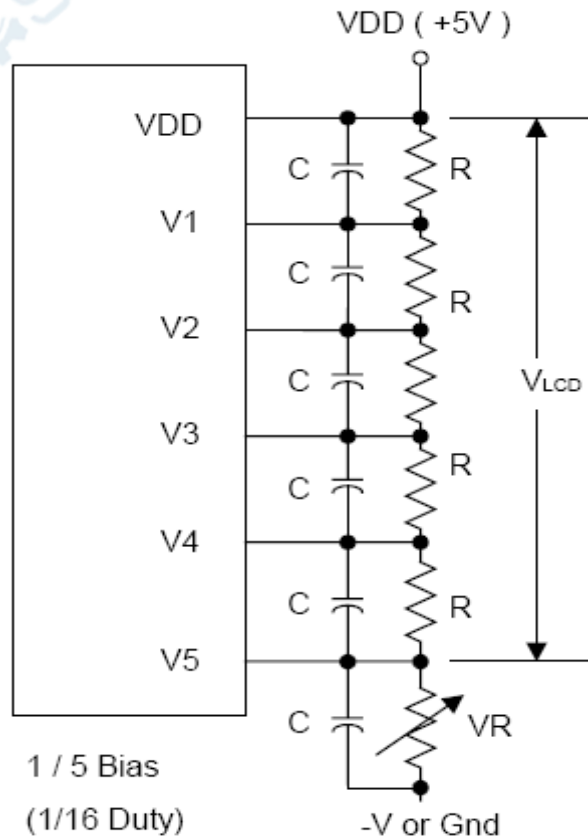 VDD ( +5V )
VDD
C
R
V1
C
R
V2
C
VLCD
V3
R
C
V4
C
R
V5
C
VR
1 / 5 Bias
(1/16 Duty)
-V or Gnd